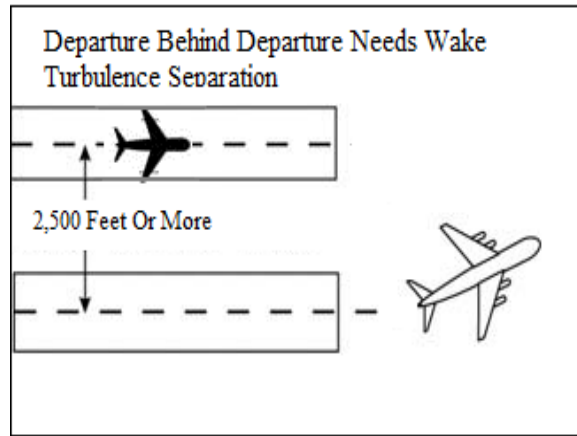 Departure Behind Departure Needs Wake
Turbulence Separation
2,500 Feet Or More